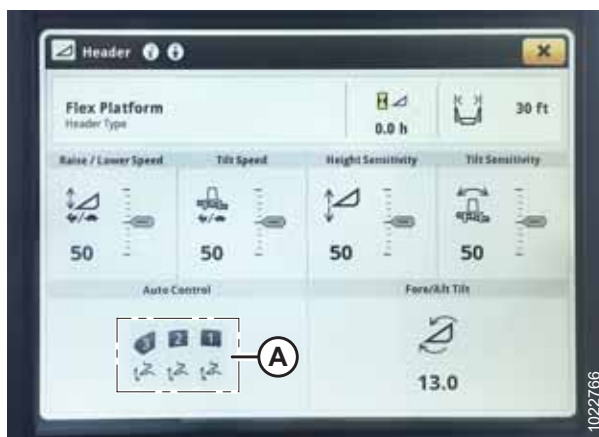 Header
Flex Platform
Header Type
0.0 h
30 ft
Raise / Lower Speed
Tilt Speed
Height Sensitivity
Tilt Sensitivity
50
50
50
50
Auto Control
Fore/Aft Tilt
3 2 1
A
13.0
1022766